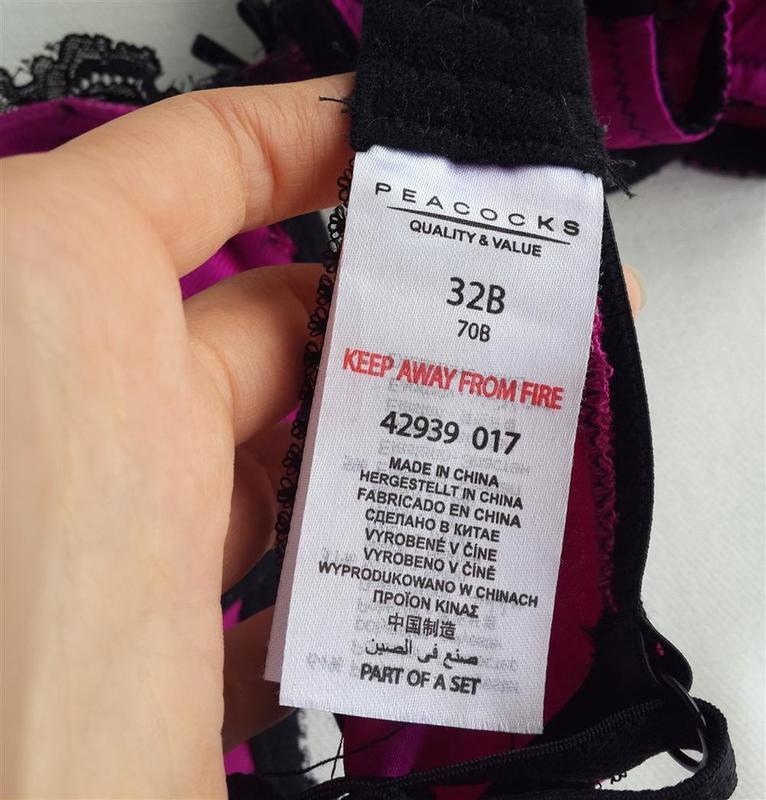 PEACOCKS
QUALITY & VALUE
32B
70B
KEEP AWAY FROM FIRE
42939 017
MADE IN CHINA
HERGESTELLT IN CHINA
FABRICADO EN CHINA
СДЕЛАНО В КИТАЕ
VYROBENÉ V ČÍNE
VYROBENO V ČÍNĚ
WYPRODUKOWANO W CHINACH
ΠΡΟΪΟΝ ΚΙΝΑΣ
中国制造
صنع في الصين
PART OF A SET